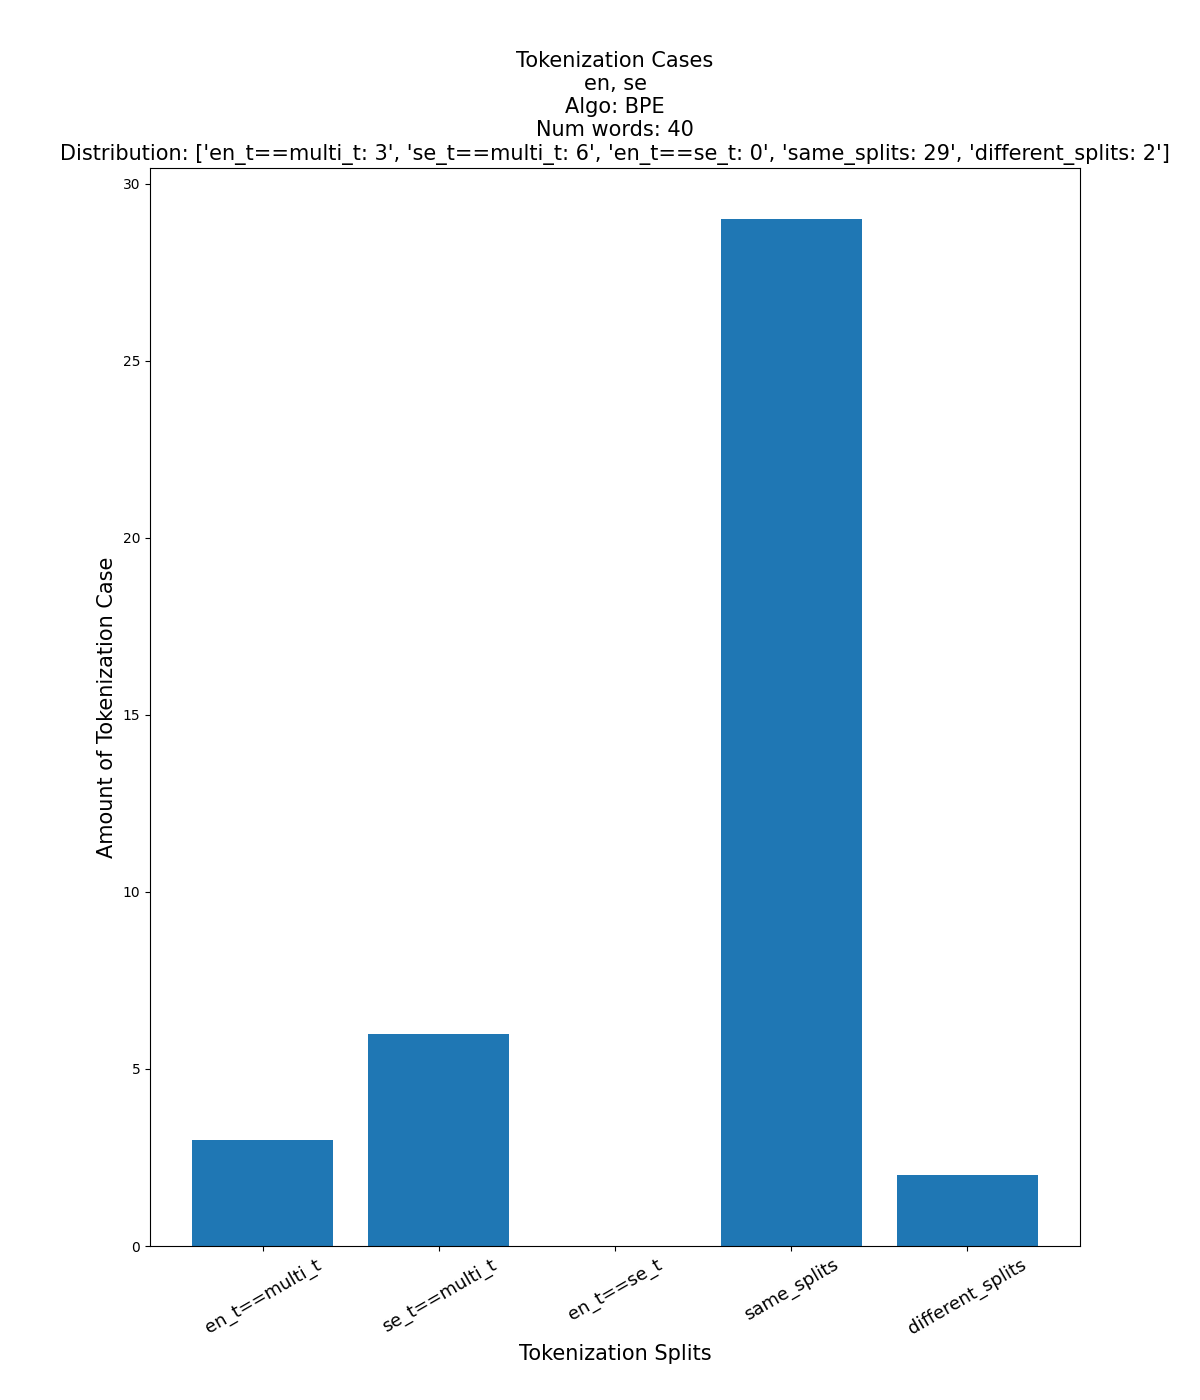 Tokenization Cases
en, se
Algo: BPE
Num words: 40
Distribution: ['en_t==multi_t: 3', 'se_t==multi_t: 6', 'en_t==se_t: 0', 'same_splits: 29', 'different_splits: 2']
30
25
20
15
10
5
0
Amount of Tokenization Case
en_t==multi_t
se_t==multi_t
en_t==se_t
same_splits
different_splits
Tokenization Splits